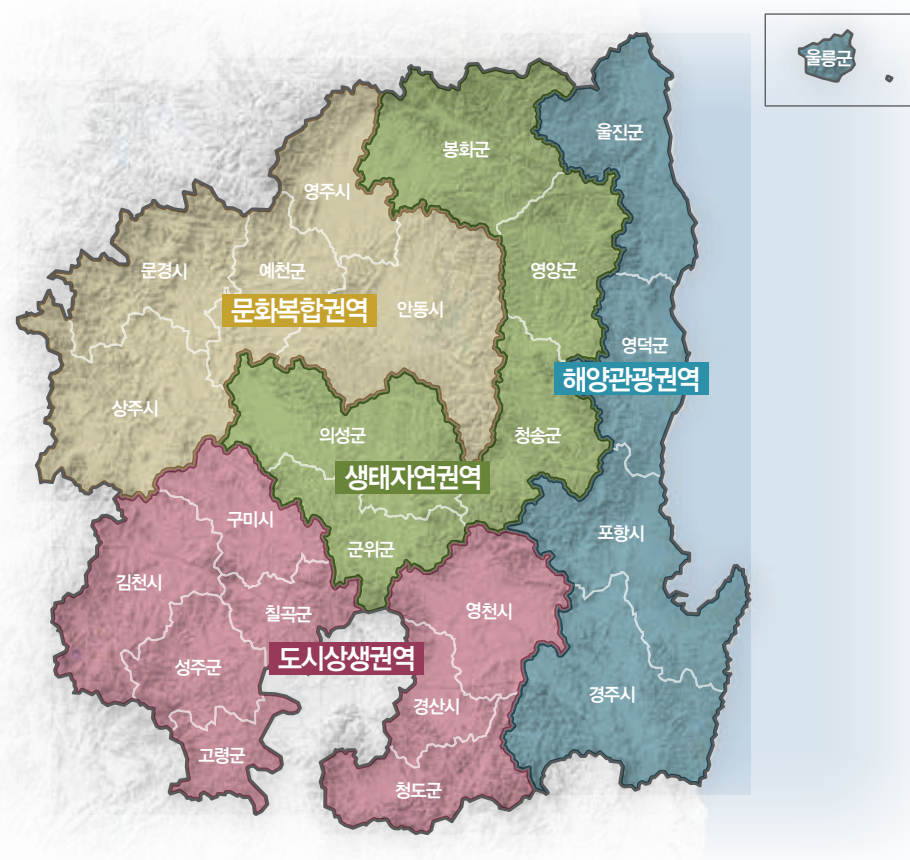 울릉군
울진군
봉화군
영주시
문경시
예천군
영양군
문화복합권역
안동시
영덕군
해양관광권역
상주시
의성군
청송군
생태자연권역
구미시
포항시
군위군
김천시
칠곡군
영천시
도시상생권역
성주군
경주시
경산시
고령군
청도군